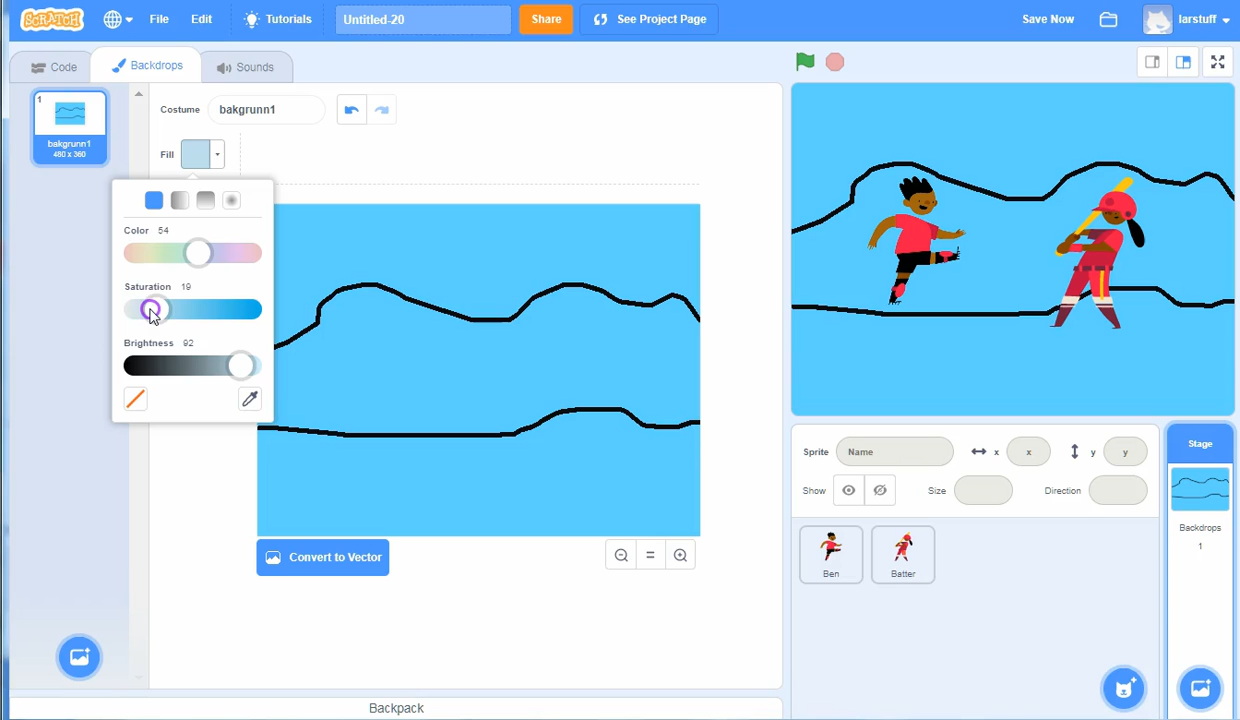 SCRATCH File Edit Tutorials Untitled-20 Share See Project Page Save Now larstuff
Code Backdrops Sounds
1
bakgrunn1
480 x 360
Costume bakgrunn1
Fill
Color 54
Saturation 19
Brightness 92
Convert to Vector
Backpack
Sprite Name x x y y
Show Size Direction
Ben Batter
Stage
Backdrops
1